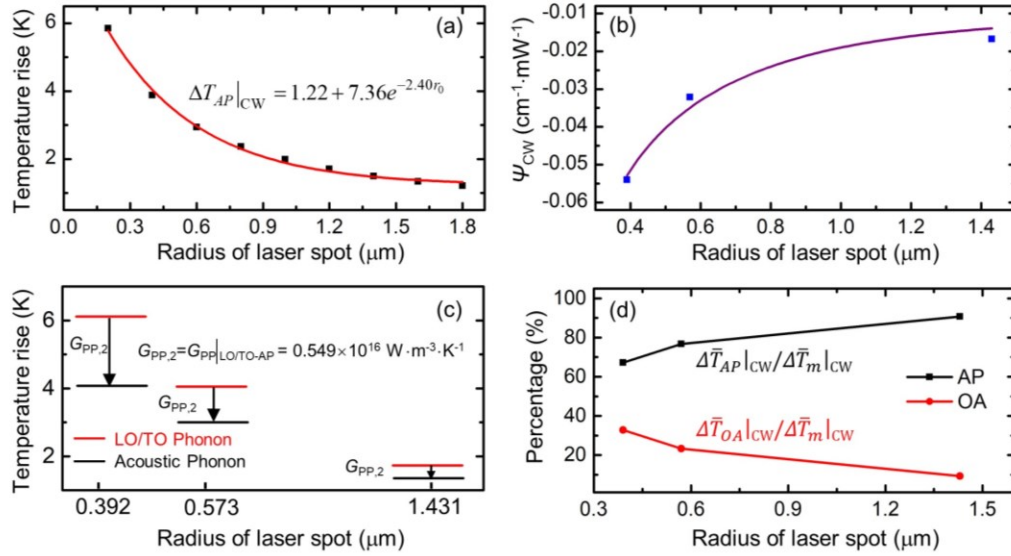 (a)
Temperature rise (K)
6
4
2
ΔT_AP|_CW = 1.22+7.36e^{-2.40r_0}
0.0 0.3 0.6 0.9 1.2 1.5 1.8
Radius of laser spot (μm)
(b)
Ψ_CW (cm⁻¹·mW⁻¹)
-0.01
-0.02
-0.03
-0.04
-0.05
-0.06
0.4 0.6 0.8 1.0 1.2 1.4
Radius of laser spot (μm)
(c)
Temperature rise (K)
6
4
2
G_PP,2
G_PP,2=G_PP|_LO/TO-AP = 0.549×10¹⁶ W·m⁻³·K⁻¹
G_PP,2
G_PP,2
LO/TO Phonon
Acoustic Phonon
0.392 0.573 1.431
Radius of laser spot (μm)
(d)
Percentage (%)
100
80
60
40
20
ΔT̄_AP|_CW/ΔT̄_m|_CW
AP
OA
ΔT̄_OA|_CW/ΔT̄_m|_CW
0.3 0.6 0.9 1.2 1.5
Radius of laser spot (μm)